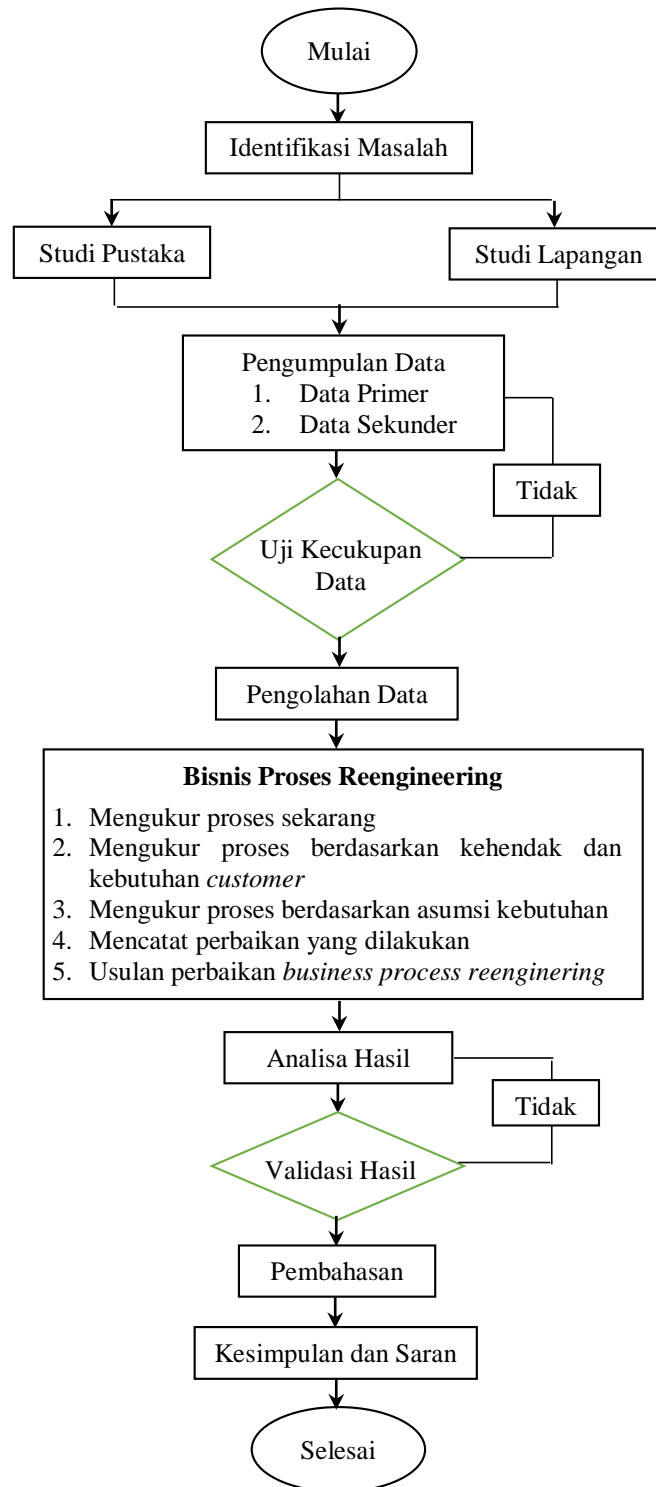 Mulai
Identifikasi Masalah
Studi Pustaka
Studi Lapangan
Pengumpulan Data
1. Data Primer
2. Data Sekunder
Tidak
Uji Kecukupan
Data
Pengolahan Data
Bisnis Proses Reengineering
1. Mengukur proses sekarang
2. Mengukur proses berdasarkan kehendak dan
kebutuhan customer
3. Mengukur proses berdasarkan asumsi kebutuhan
4. Mencatat perbaikan yang dilakukan
5. Usulan perbaikan business process reenginering
Analisa Hasil
Tidak
Validasi Hasil
Pembahasan
Kesimpulan dan Saran
Selesai